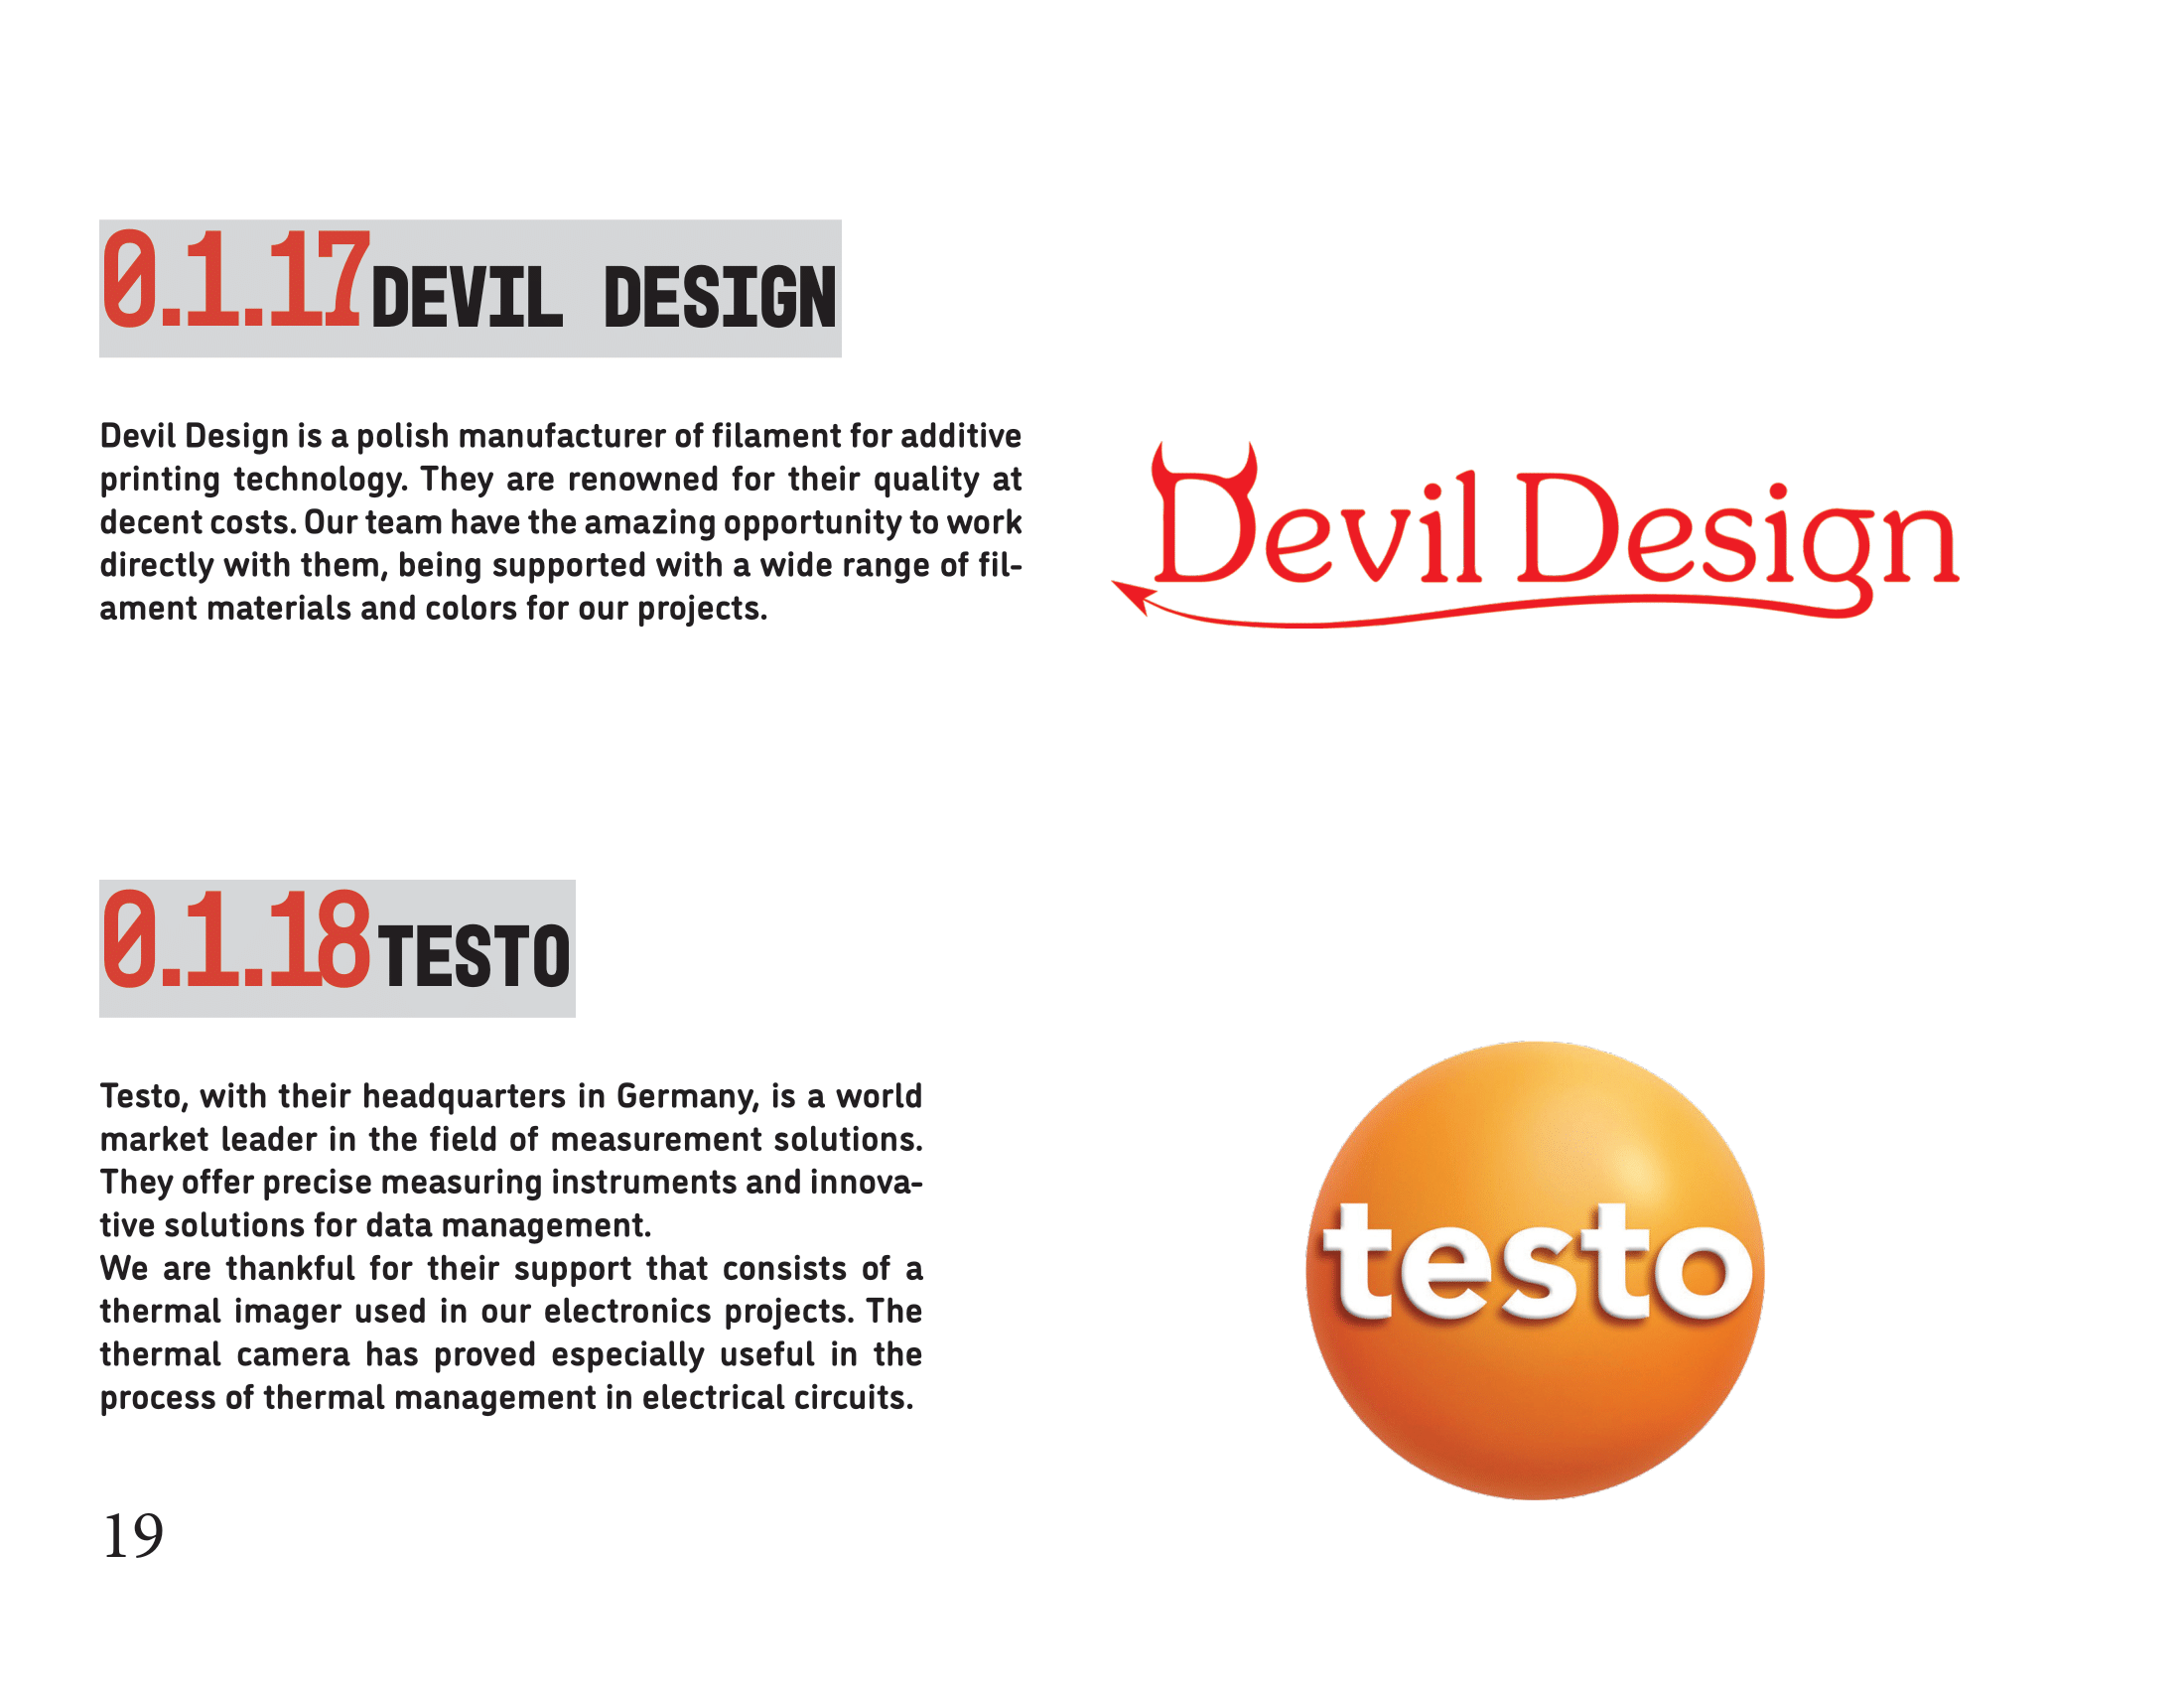 0.1.17 DEVIL DESIGN
Devil Design is a polish manufacturer of filament for additive
printing technology. They are renowned for their quality at
decent costs. Our team have the amazing opportunity to work
directly with them, being supported with a wide range of fil-
ament materials and colors for our projects.
Devil Design
0.1.18 TESTO
Testo, with their headquarters in Germany, is a world
market leader in the field of measurement solutions.
They offer precise measuring instruments and innova-
tive solutions for data management.
We are thankful for their support that consists of a
thermal imager used in our electronics projects. The
thermal camera has proved especially useful in the
process of thermal management in electrical circuits.
testo
19